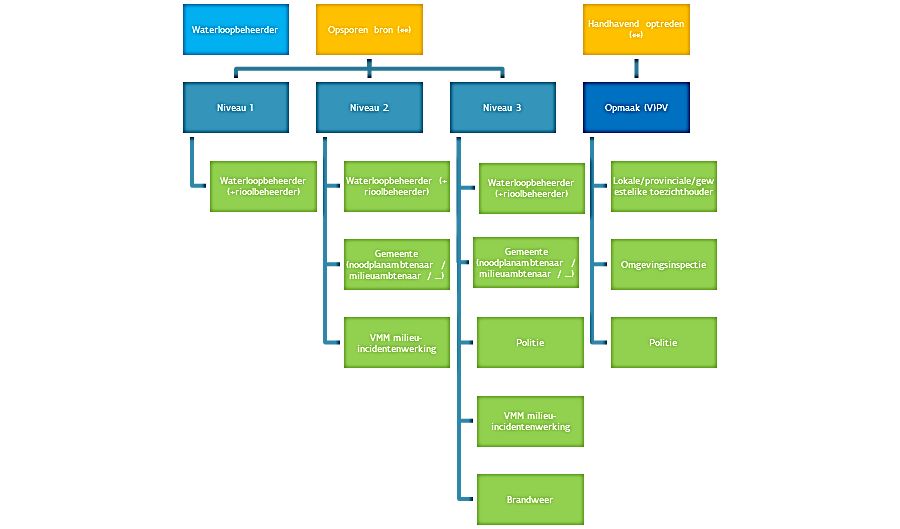 Waterloopbeheerder
Opsporen bron (**)
Handhavend optreden
(**)
Niveau 1
Niveau 2
Niveau 3
Opmaak (V)PV
Waterloopbeheerder
(+rioolbeheerder)
Waterloopbeheerder (+
rioolbeheerder)
Waterloopbeheerder
(+rioolbeheerder)
Lokale/provinciale/gew
estelike toezichthouder
Gemeente
(noodplanambtenaar /
milieuambtenaar / ...)
Gemeente
(noodplanambtenaar /
milieuambtenaar / ...)
Omgevingsinspectie
VMM milieu-
incidentenwerking
Politie
Politie
VMM milieu-
incidentenwerking
Brandweer